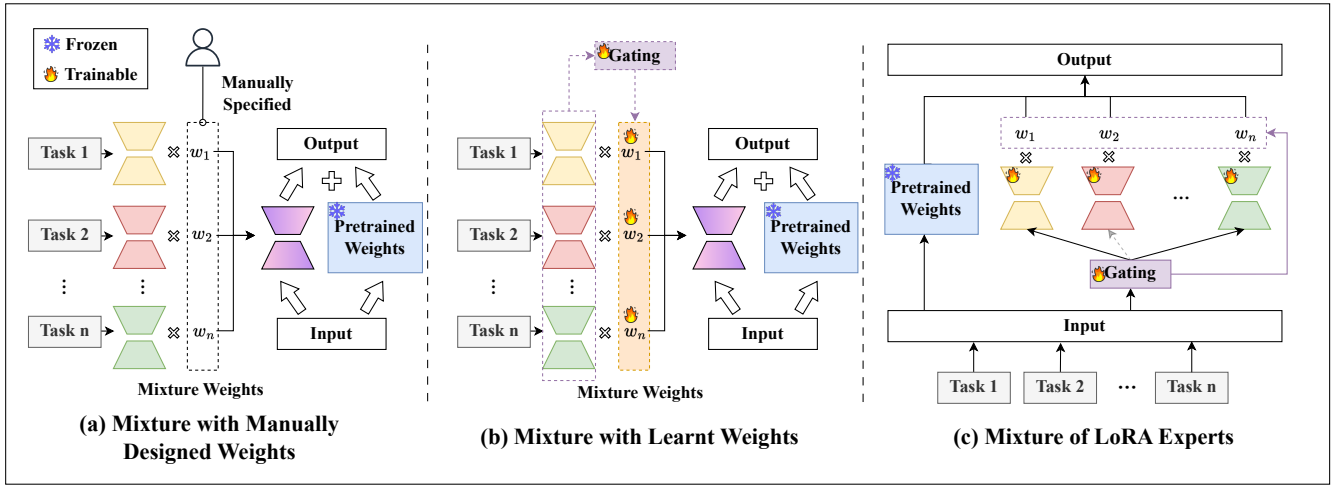 Frozen
Trainable
Manually
Specified
Task 1
w1
Task 2
w2
⋮
⋮
Task n
wn
Mixture Weights
Output
Pretrained
Weights
Input
(a) Mixture with Manually
Designed Weights
Gating
Task 1
w1
Task 2
w2
⋮
⋮
Task n
wn
Mixture Weights
Output
Pretrained
Weights
Input
(b) Mixture with Learnt Weights
Output
w1 w2 wn
Pretrained
Weights
...
Gating
Input
Task 1 Task 2 ... Task n
(c) Mixture of LoRA Experts